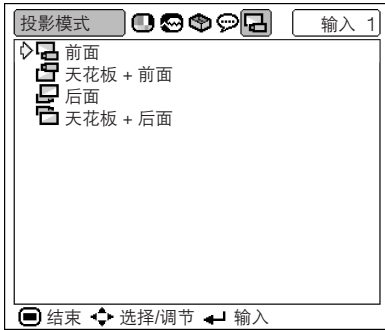 投影模式 输入 1
前面
天花板 + 前面
后面
天花板 + 后面
结束 选择/调节 输入